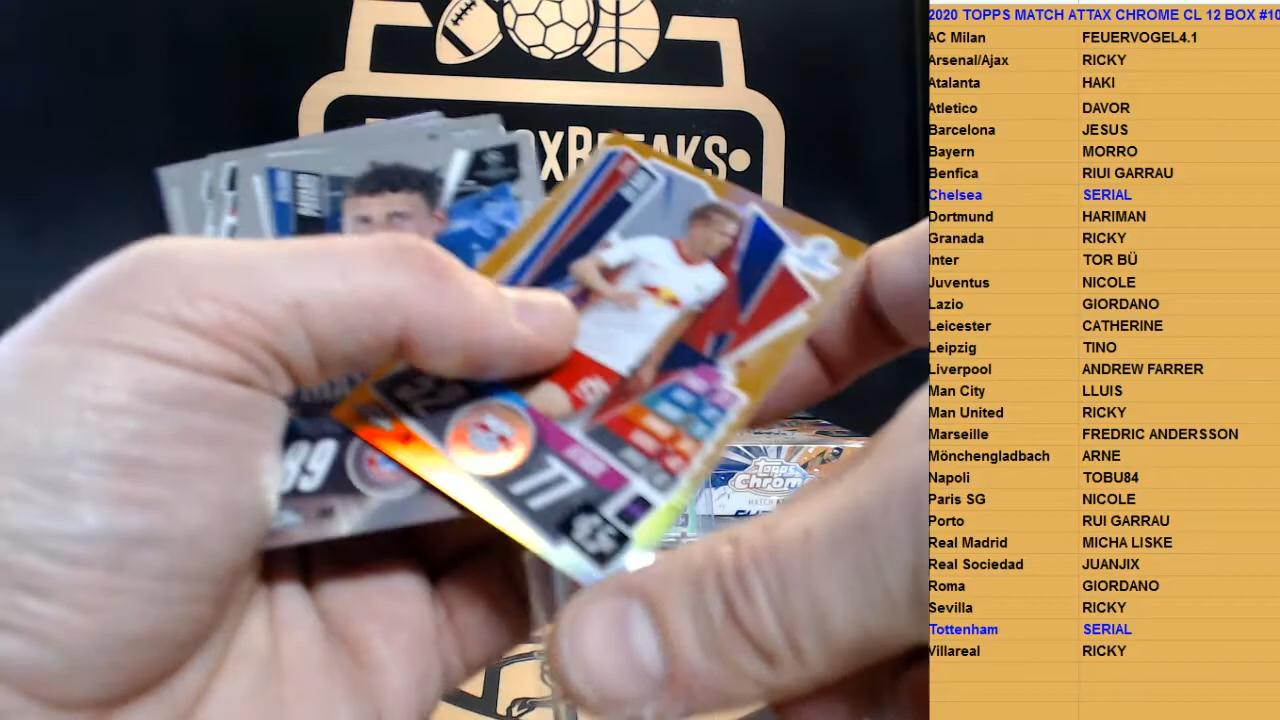 2020 TOPPS MATCH ATTAX CHROME CL 12 BOX #10
AC Milan FEUERVOGEL4.1
Arsenal/Ajax RICKY
Atalanta HAKI
Atletico DAVOR
Barcelona JESUS
Bayern MORRO
Benfica RIUI GARRAU
Chelsea SERIAL
Dortmund HARIMAN
Granada RICKY
Inter TOR BÜ
Juventus NICOLE
Lazio GIORDANO
Leicester CATHERINE
Leipzig TINO
Liverpool ANDREW FARRER
Man City LLUIS
Man United RICKY
Marseille FREDRIC ANDERSSON
Mönchengladbach ARNE
Napoli TOBU84
Paris SG NICOLE
Porto RUI GARRAU
Real Madrid MICHA LISKE
Real Sociedad JUANJIX
Roma GIORDANO
Sevilla RICKY
Tottenham SERIAL
Villareal RICKY
89
77
Topps
Chrome